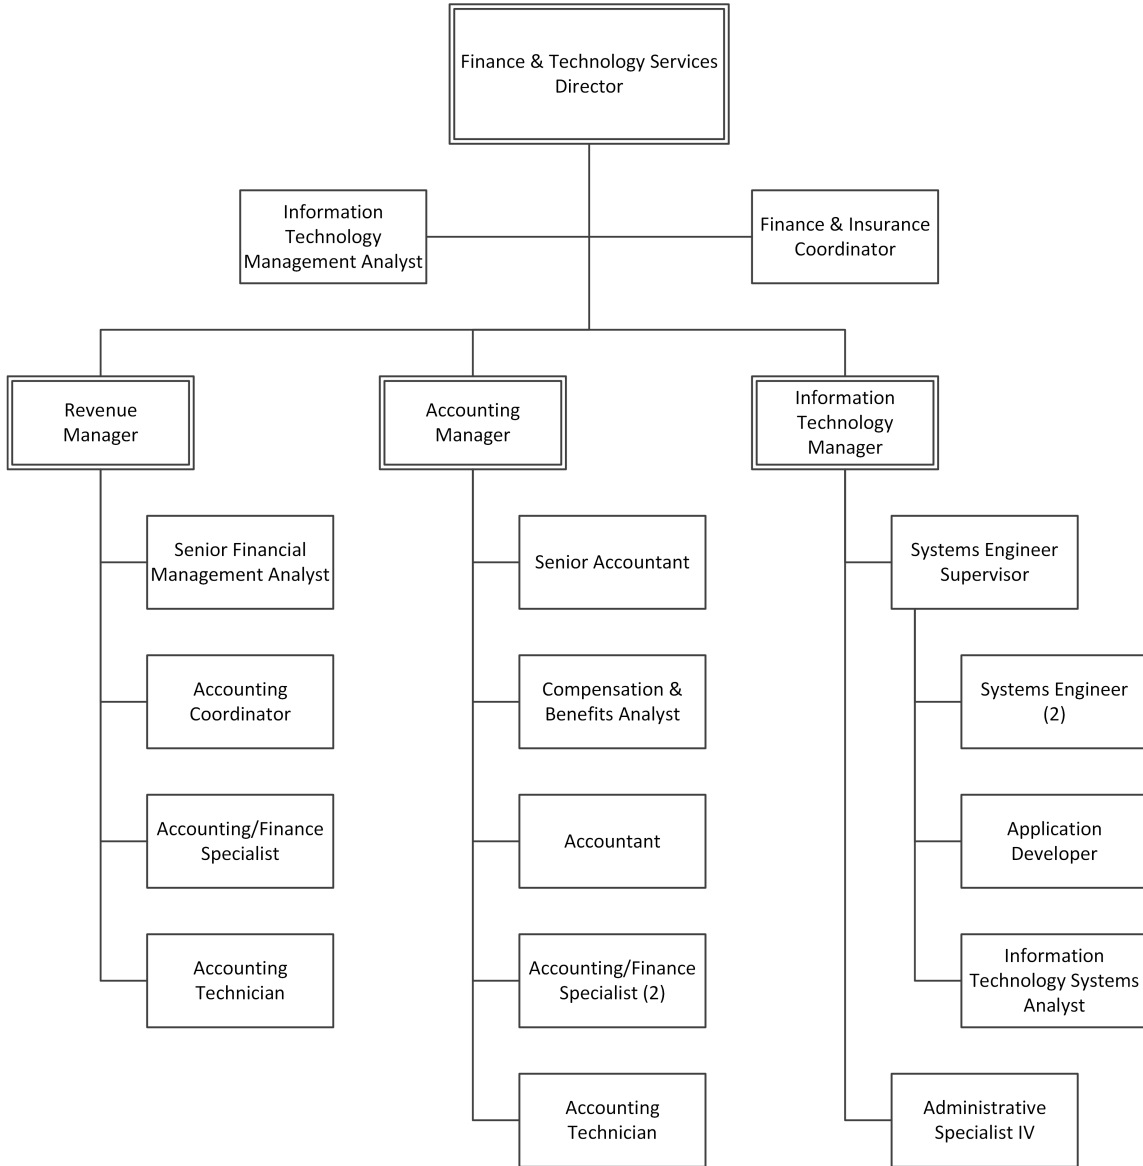 Finance & Technology Services
Director
Information
Technology
Management Analyst
Finance & Insurance
Coordinator
Revenue
Manager
Accounting
Manager
Information
Technology
Manager
Senior Financial
Management Analyst
Accounting
Coordinator
Accounting/Finance
Specialist
Accounting
Technician
Senior Accountant
Compensation &
Benefits Analyst
Accountant
Accounting/Finance
Specialist (2)
Accounting
Technician
Systems Engineer
Supervisor
Systems Engineer
(2)
Application
Developer
Information
Technology Systems
Analyst
Administrative
Specialist IV